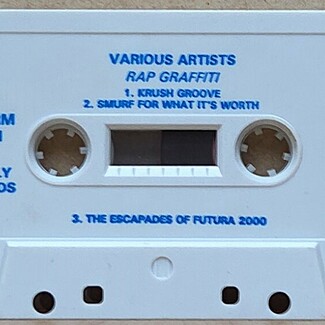 VARIOUS ARTISTS
RAP GRAFFITI
1. KRUSH GROOVE
2. SMURF FOR WHAT IT'S WORTH
3. THE ESCAPADES OF FUTURA 2000